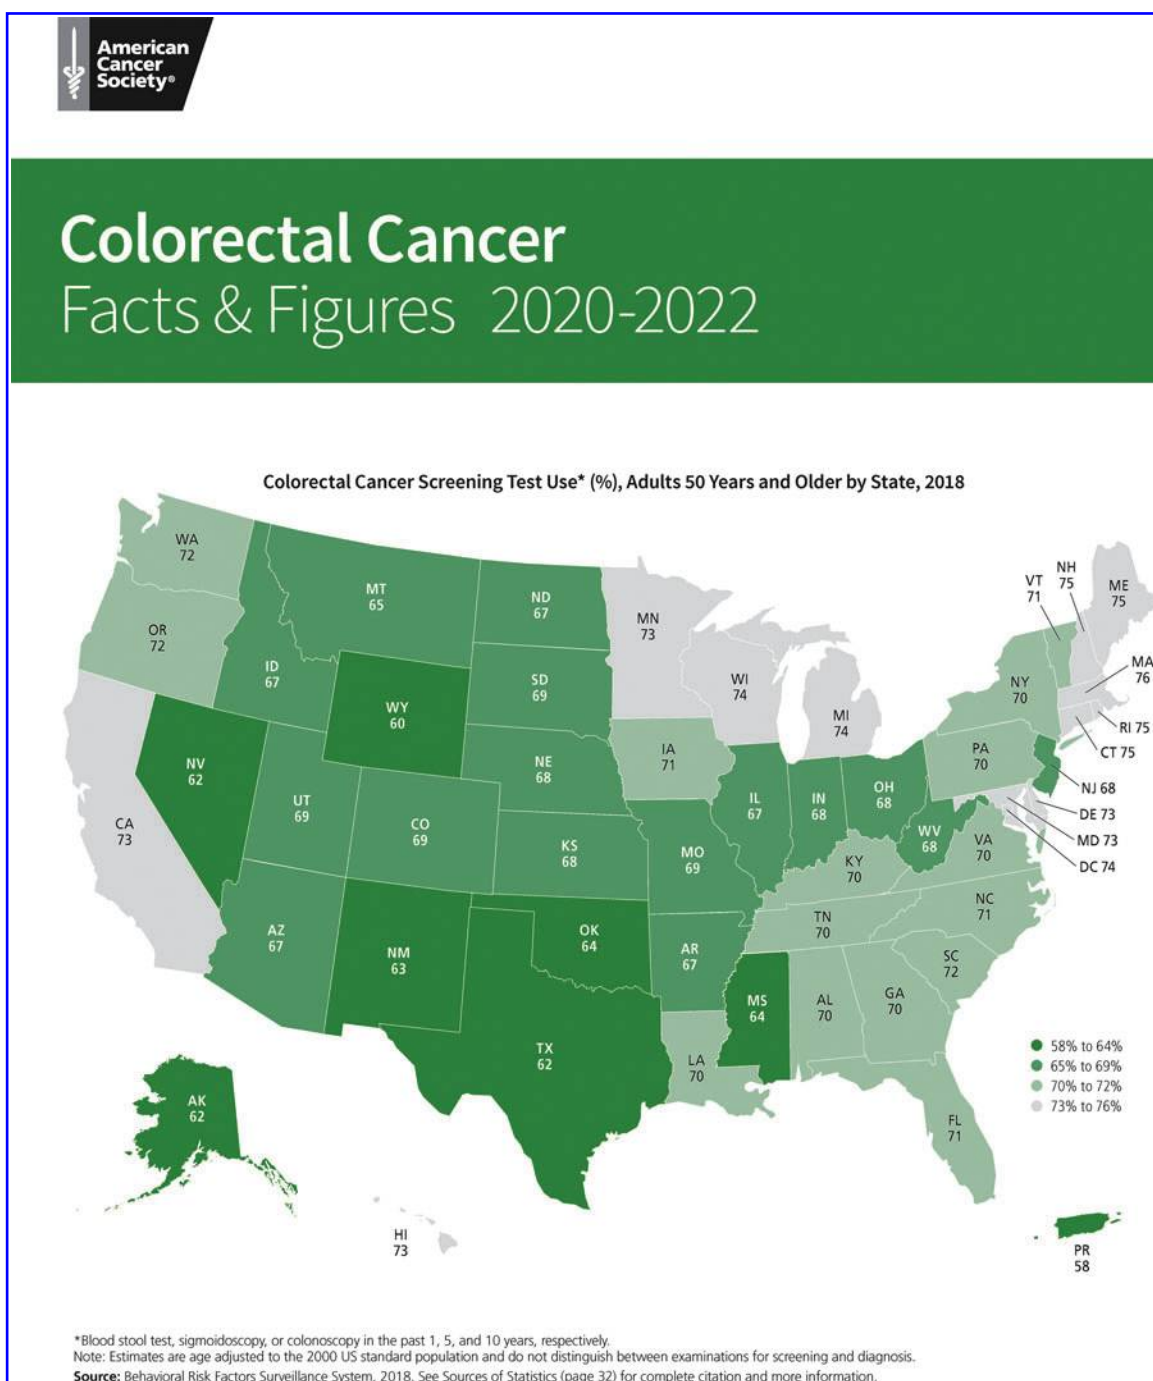 American
Cancer
Society®
Colorectal Cancer
Facts & Figures 2020-2022
Colorectal Cancer Screening Test Use* (%), Adults 50 Years and Older by State, 2018
WA
72
OR
72
CA
73
NV
62
ID
67
MT
65
WY
60
UT
69
CO
69
AZ
67
NM
63
ND
67
SD
69
NE
68
KS
68
OK
64
TX
62
MN
73
IA
71
MO
69
AR
67
LA
70
WI
74
IL
67
MI
74
IN
68
OH
68
KY
70
TN
70
MS
64
AL
70
GA
70
FL
71
SC
72
NC
71
VA
70
WV
68
PA
70
NY
70
VT
71
NH
75
ME
75
MA
76
RI 75
CT 75
NJ 68
DE 73
MD 73
DC 74
AK
62
HI
73
PR
58
58% to 64%
65% to 69%
70% to 72%
73% to 76%
*Blood stool test, sigmoidoscopy, or colonoscopy in the past 1, 5, and 10 years, respectively.
Note: Estimates are age adjusted to the 2000 US standard population and do not distinguish between examinations for screening and diagnosis.
Source: Behavioral Risk Factors Surveillance System, 2018. See Sources of Statistics (page 32) for complete citation and more information.